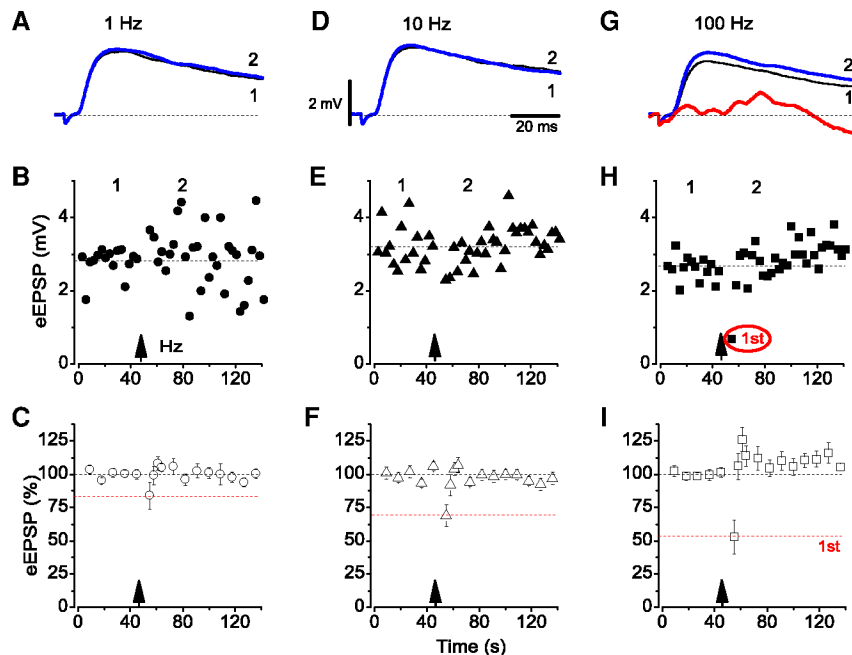 A 1 Hz D 10 Hz G 100 Hz
2 2 2
1 1 1
2 mV
20 ms
B 1 2 E 1 2 H 1 2
4 4 4
2 2 2
0 0 0
eEPSP (mV)
Hz
1st
0 40 80 120 0 40 80 120 0 40 80 120
C F I
125 125 125
100 100 100
75 75 75
50 50 50
125 125 125
0 0 0
eEPSP (%)
1st
0 40 80 120 0 40 80 120 0 40 80 120
Time (s)